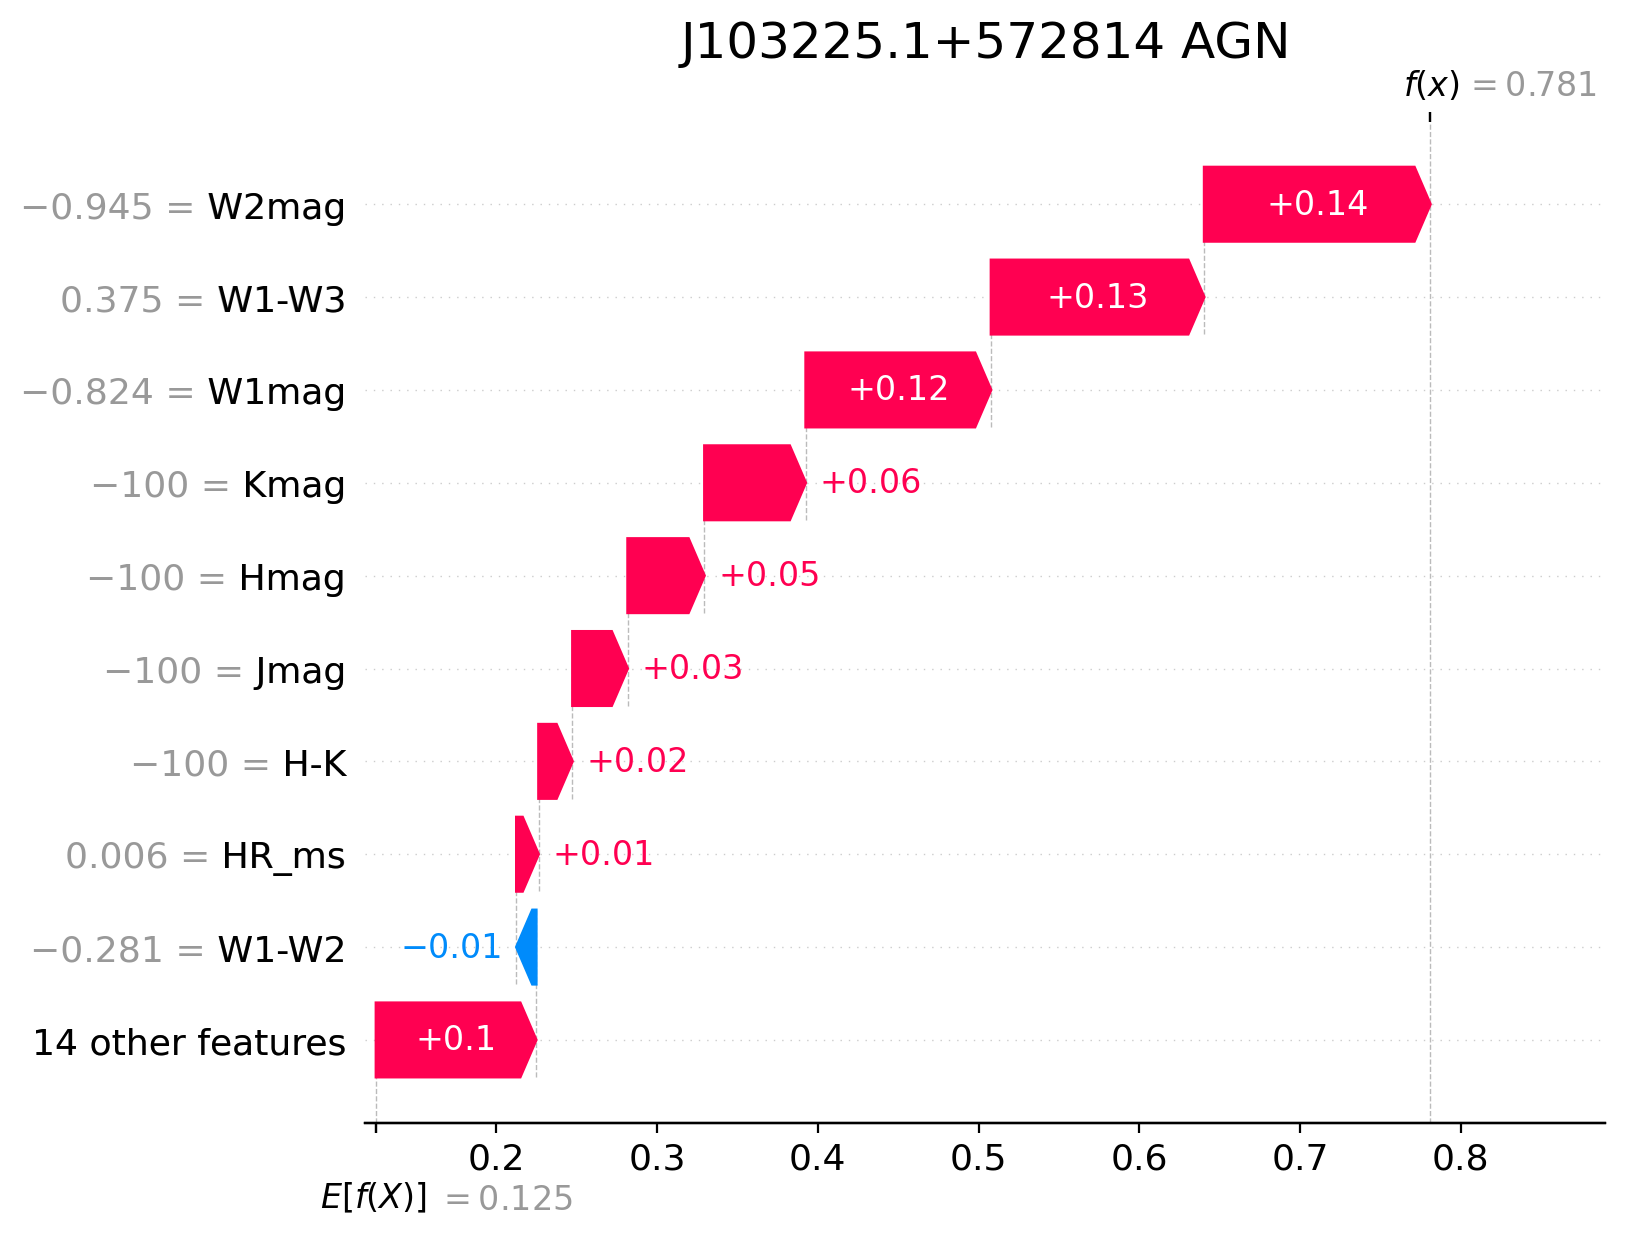 J103225.1+572814 AGN
f(x) = 0.781
−0.945 = W2mag
+0.14
0.375 = W1-W3
+0.13
−0.824 = W1mag
+0.12
−100 = Kmag
+0.06
−100 = Hmag
+0.05
−100 = Jmag
+0.03
−100 = H-K
+0.02
0.006 = HR_ms
+0.01
−0.281 = W1-W2
−0.01
14 other features
+0.1
0.2 0.3 0.4 0.5 0.6 0.7 0.8
E[f(X)] = 0.125